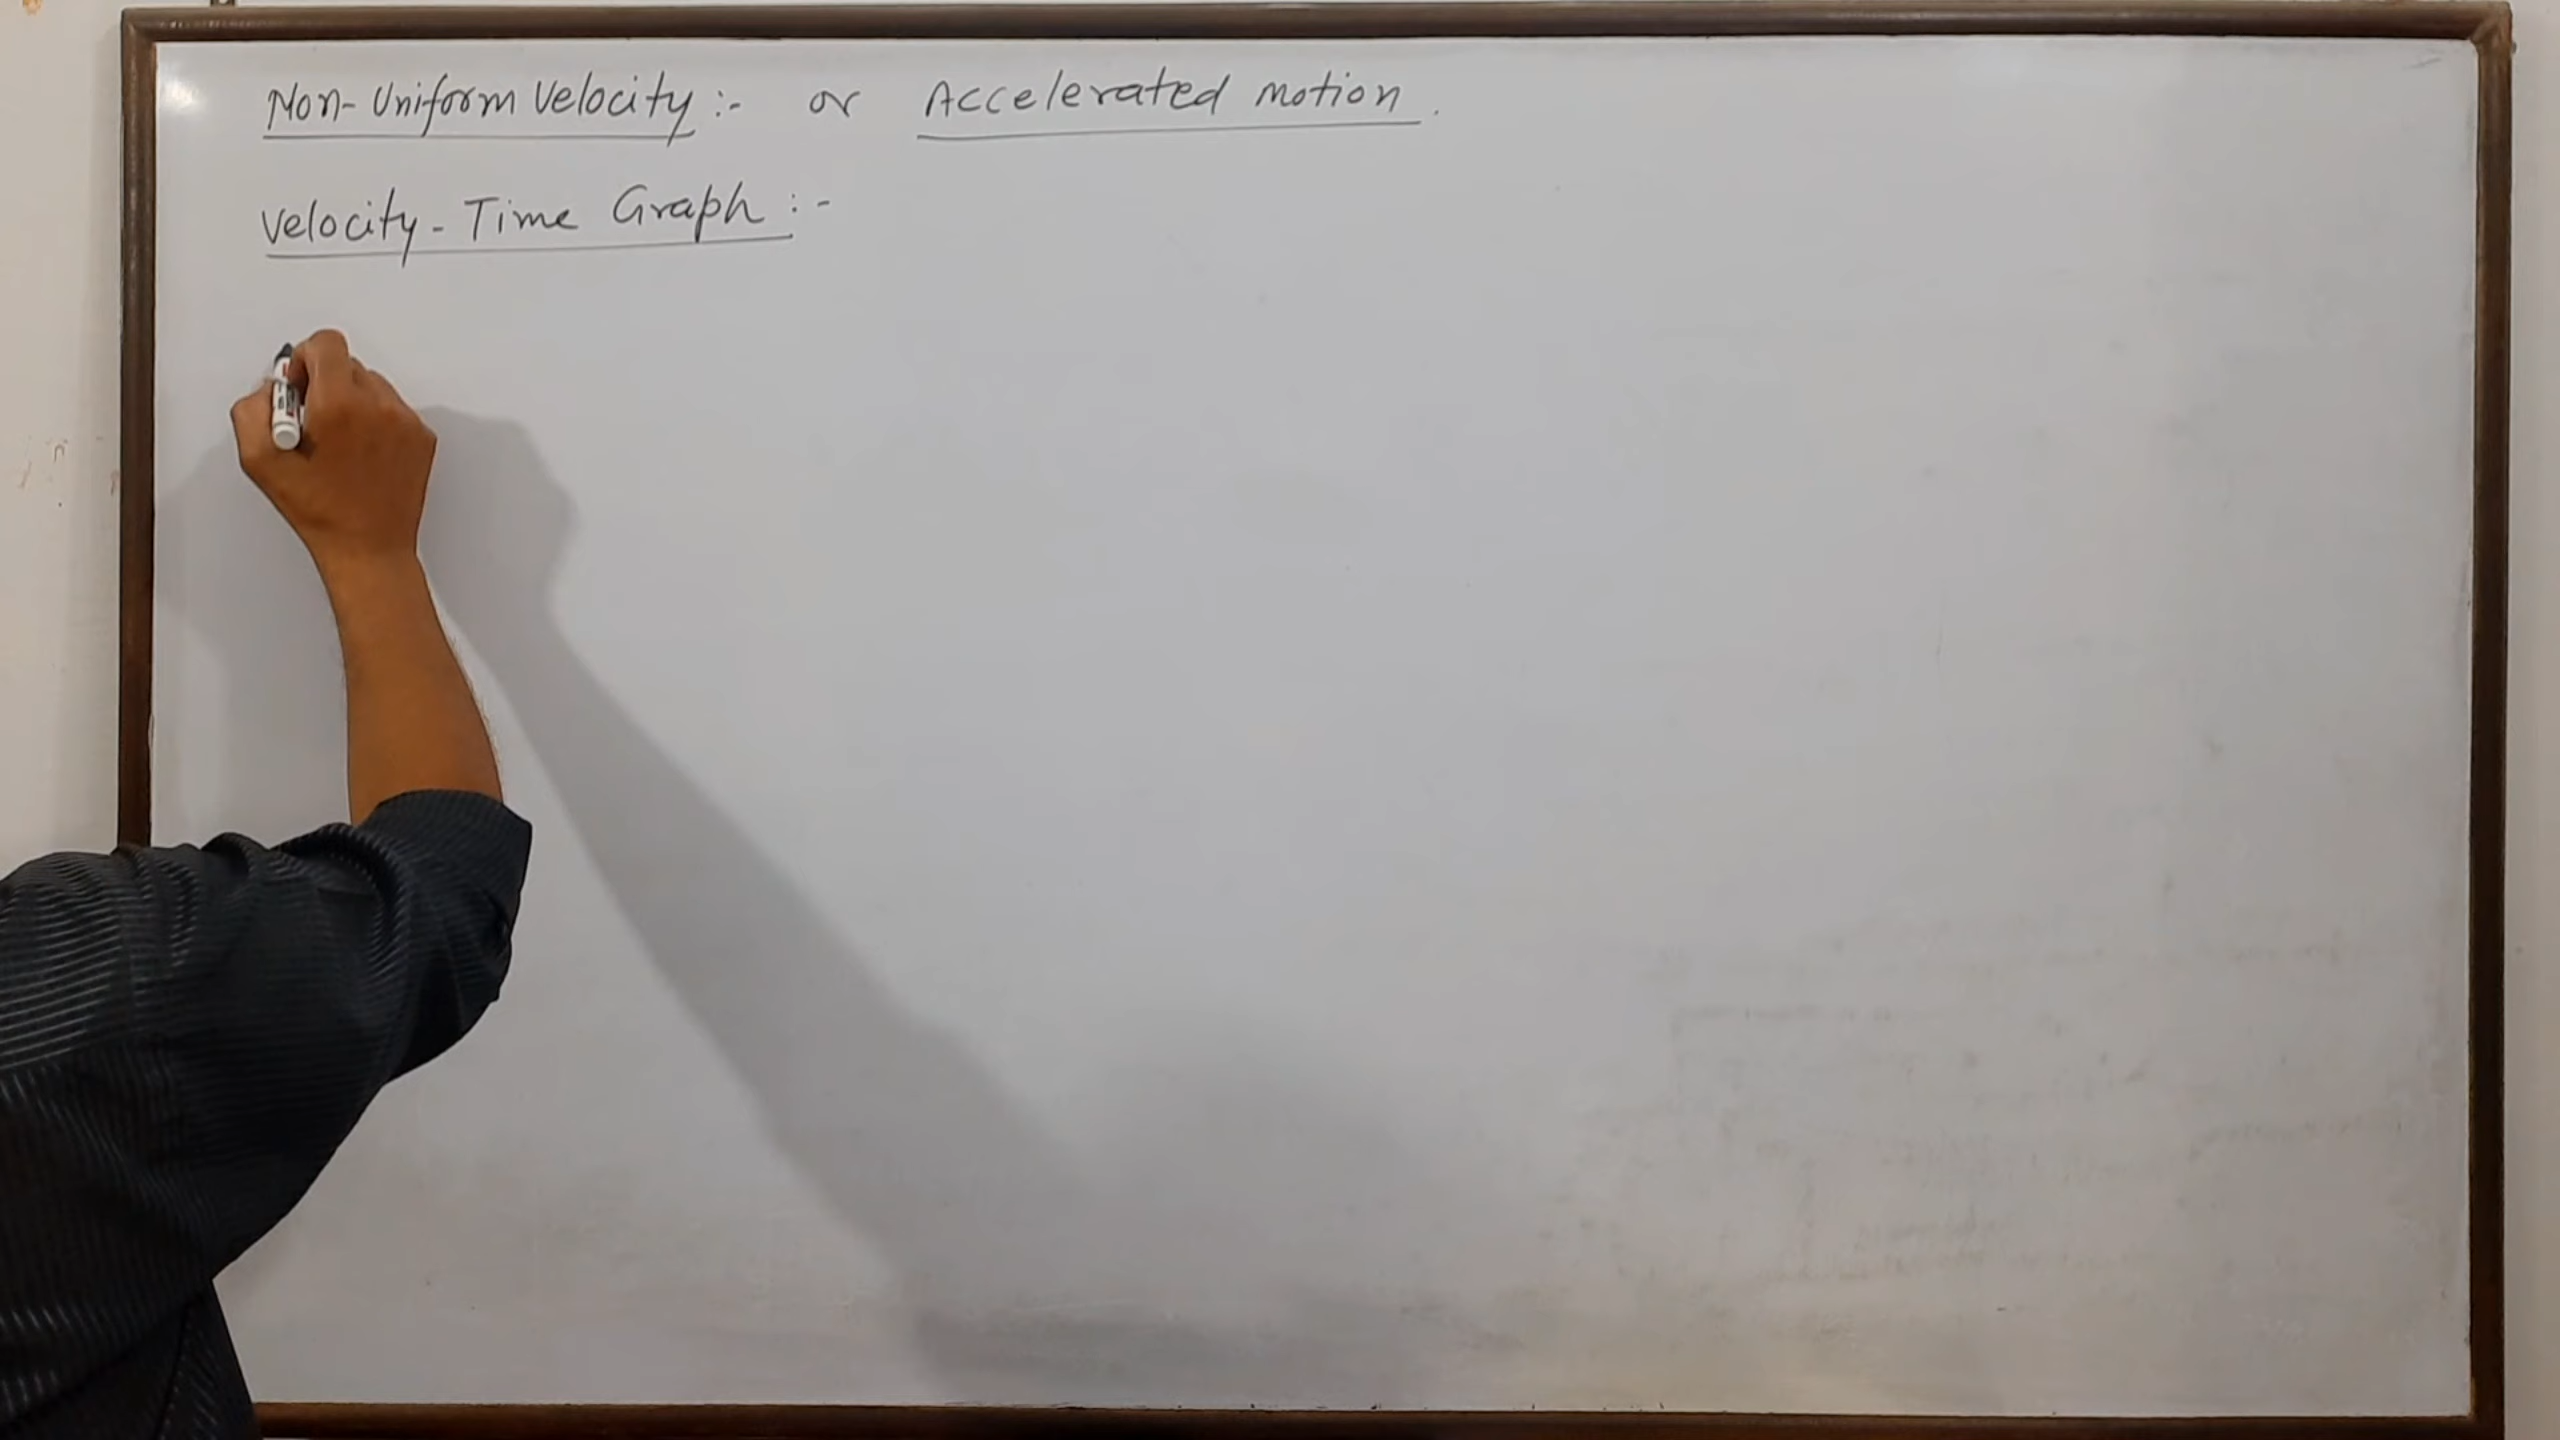 Non-Uniform Velocity :- or Accelerated motion.
Velocity-Time Graph :-